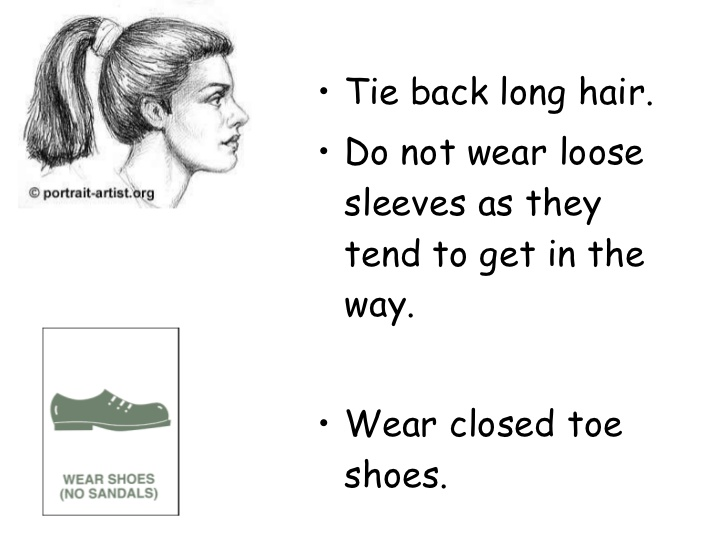 © portrait-artist.org
• Tie back long hair.
• Do not wear loose
sleeves as they
tend to get in the
way.
WEAR SHOES
(NO SANDALS)
• Wear closed toe
shoes.